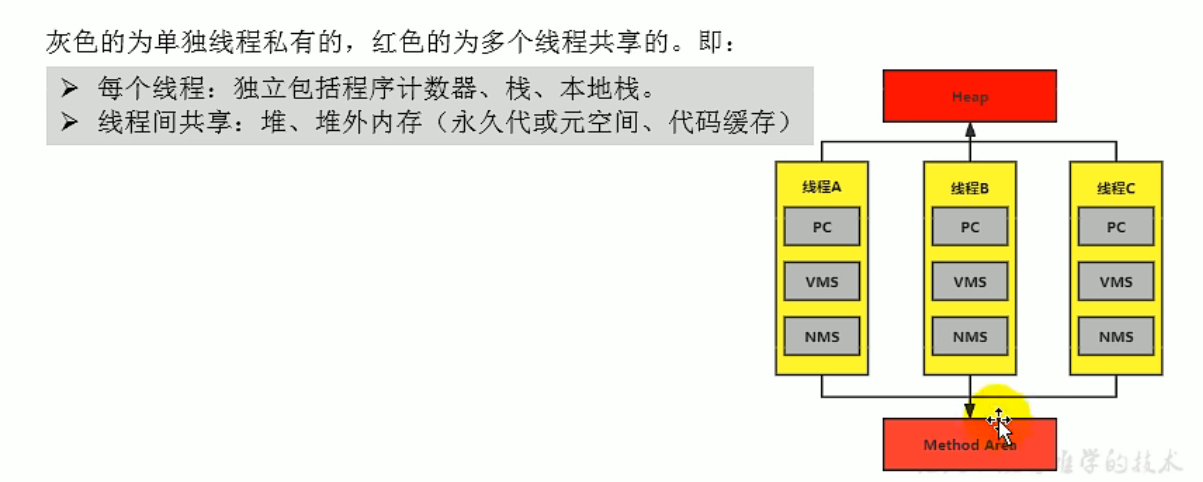 灰色的为单独线程私有的，红色的为多个线程共享的。即：
➤ 每个线程：独立包括程序计数器、栈、本地栈。
➤ 线程间共享：堆、堆外内存（永久代或元空间、代码缓存）
Heap
线程A 线程B 线程C
PC PC PC
VMS VMS VMS
NMS NMS NMS
Method Area
学的技术